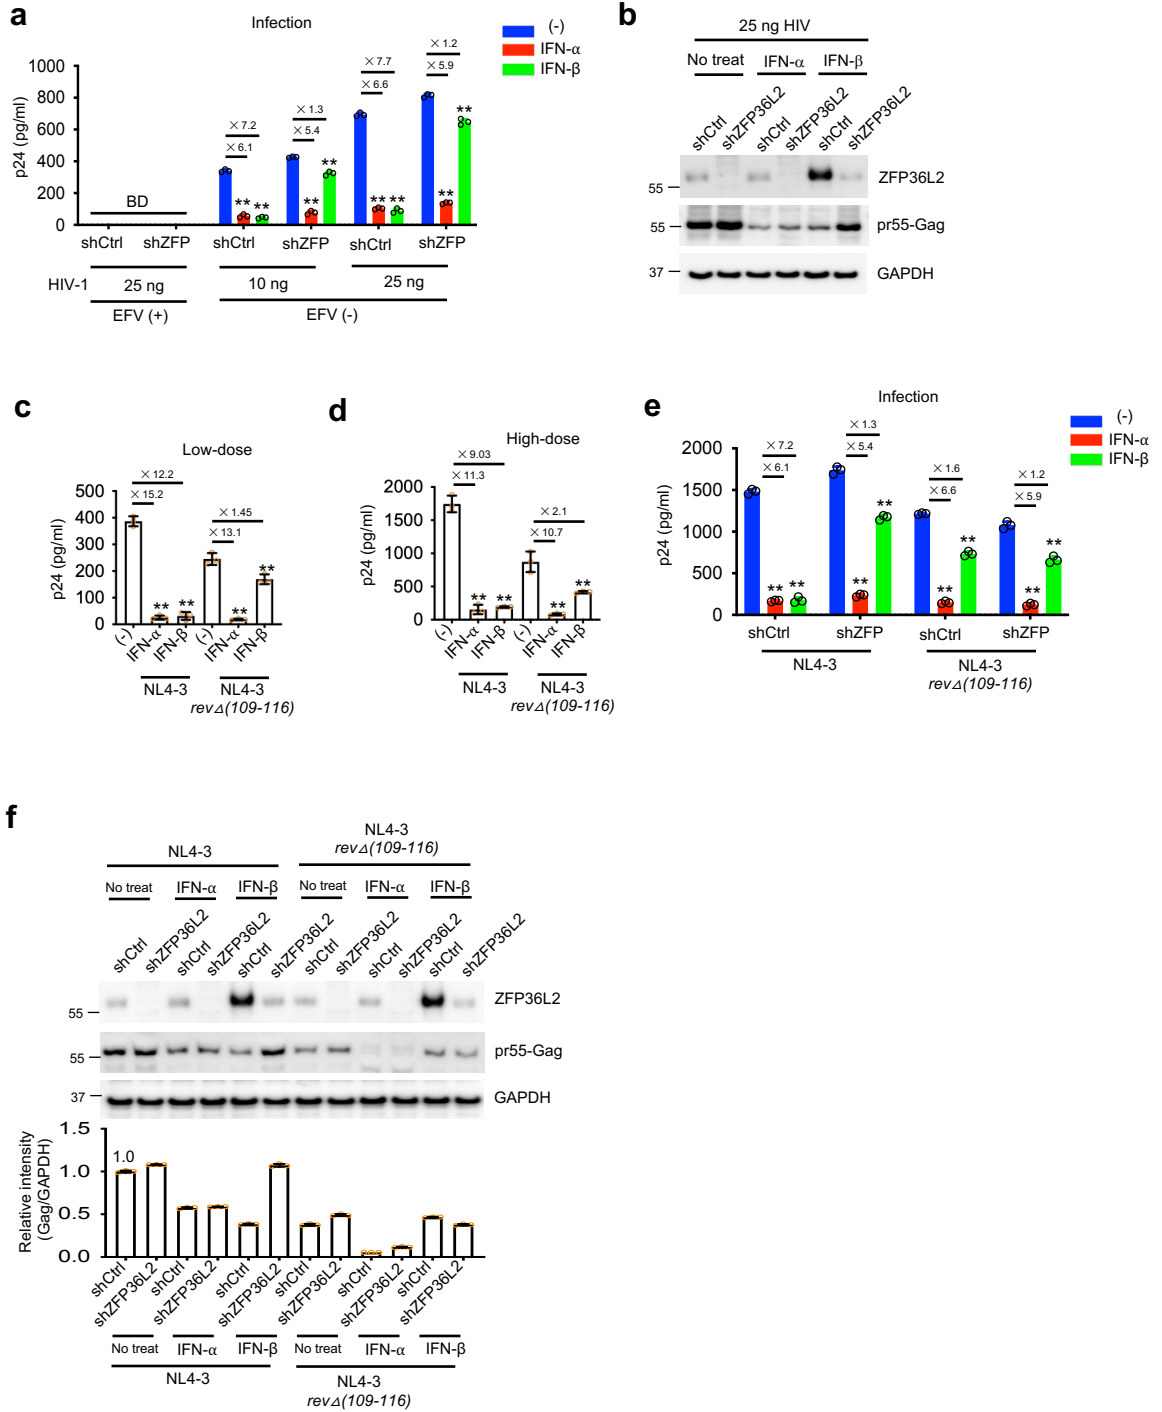 a
Infection
(-)
IFN-α
IFN-β
p24 (pg/ml)
1000
800
600
400
200
0
BD
× 7.2
× 6.1
× 1.3
× 5.4
× 7.7
× 6.6
× 1.2
× 5.9
** **
** **
** **
** **
shCtrl shZFP shCtrl shZFP shCtrl shZFP
HIV-1 25 ng 10 ng 25 ng
EFV (+) EFV (-)
b
25 ng HIV
No treat IFN-α IFN-β
shCtrl shZFP36L2 shCtrl shZFP36L2 shCtrl shZFP36L2
55 ZFP36L2
55 pr55-Gag
37 GAPDH
c
Low-dose
p24 (pg/ml)
500
400
300
200
100
0
× 12.2
× 15.2
× 1.45
× 13.1
** ** **
(-) IFN-α IFN-β (-) IFN-α IFN-β
NL4-3 NL4-3
revΔ(109-116)
d
High-dose
p24 (pg/ml)
2000
1500
1000
500
0
× 9.03
× 11.3
× 2.1
× 10.7
** ** ** **
(-) IFN-α IFN-β (-) IFN-α IFN-β
NL4-3 NL4-3
revΔ(109-116)
e
Infection
(-)
IFN-α
IFN-β
p24 (pg/ml)
2000
1500
1000
500
0
× 7.2
× 6.1
× 1.3
× 5.4
× 1.6
× 6.6
× 1.2
× 5.9
** **
** **
** **
** **
shCtrl shZFP shCtrl shZFP
NL4-3 NL4-3
revΔ(109-116)
f
NL4-3 NL4-3
revΔ(109-116)
No treat IFN-α IFN-β No treat IFN-α IFN-β
shCtrl shZFP36L2 shCtrl shZFP36L2 shCtrl shZFP36L2 shCtrl shZFP36L2 shCtrl shZFP36L2 shCtrl shZFP36L2
55 ZFP36L2
55 pr55-Gag
37 GAPDH
Relative intensity
(Gag/GAPDH)
1.5
1.0
0.5
0.0
1.0
shCtrl shZFP36L2 shCtrl shZFP36L2 shCtrl shZFP36L2 shCtrl shZFP36L2 shCtrl shZFP36L2 shCtrl shZFP36L2
No treat IFN-α IFN-β No treat IFN-α IFN-β
NL4-3 NL4-3
revΔ(109-116)